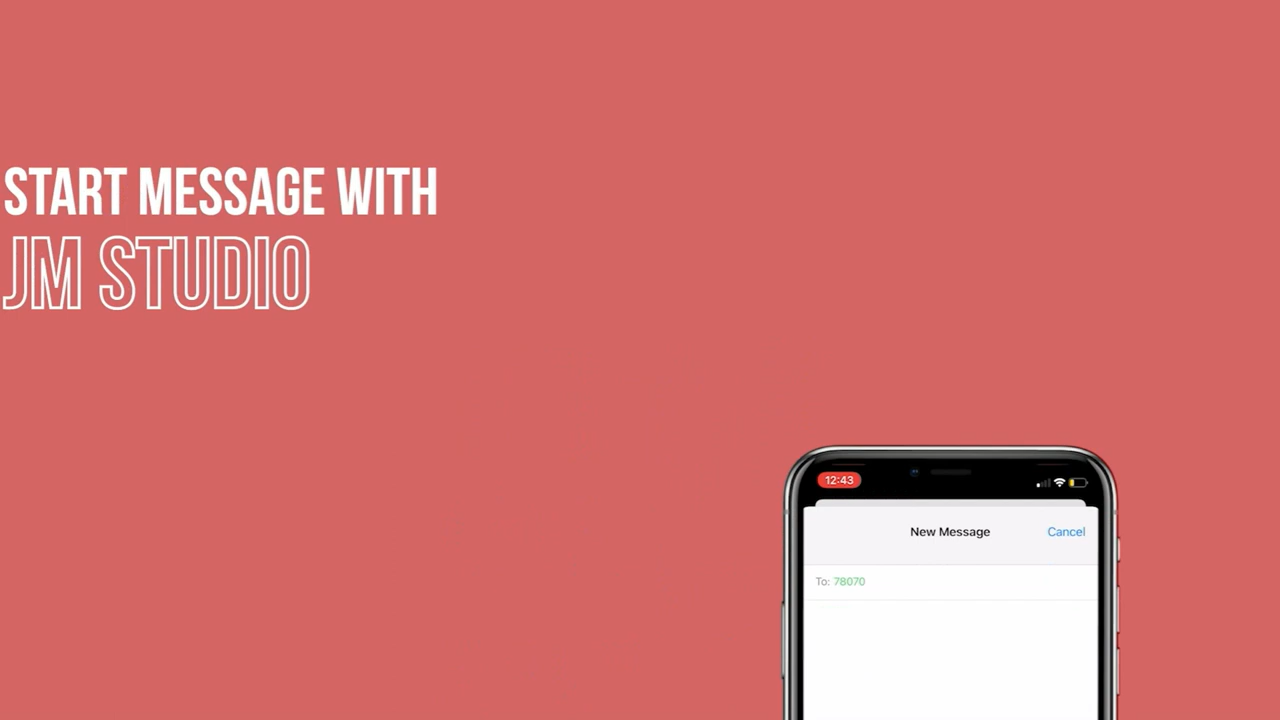 START MESSAGE WITH
JM STUDIO
12:43
New Message
Cancel
To: 78070